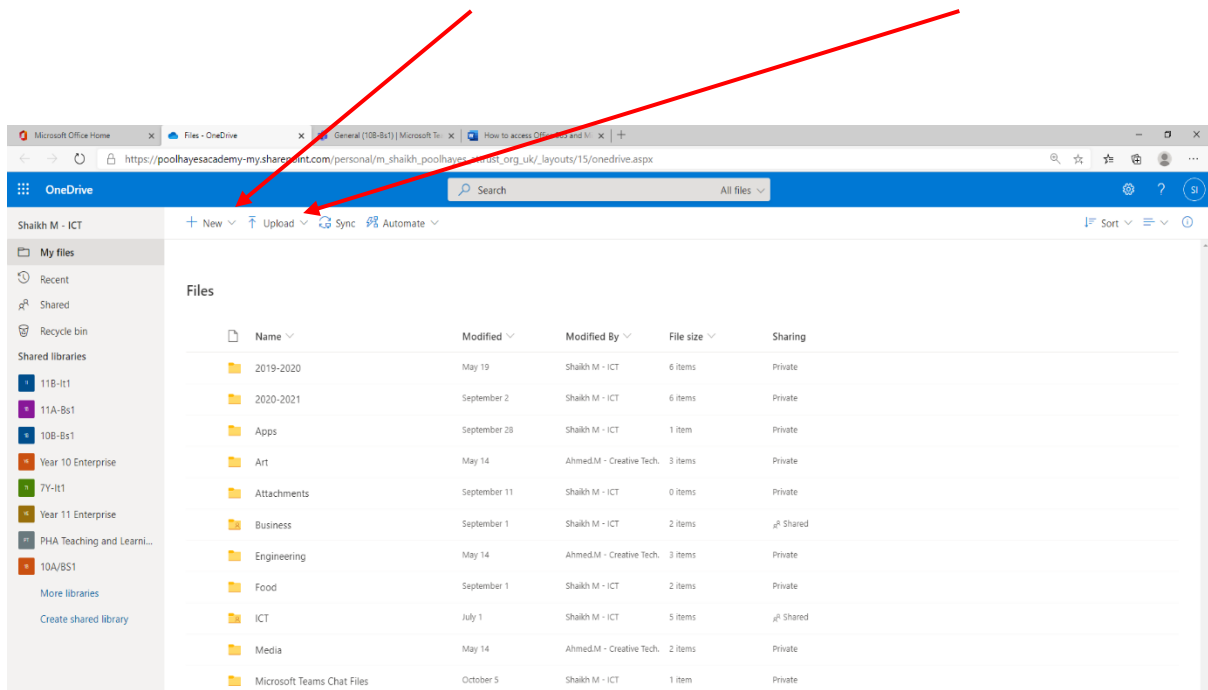 Microsoft Office Home
Files - OneDrive
General (10B-Bs1) | Microsoft Te
How to access Office
https://poolhayesacademy-my.sharepoint.com/personal/m_shaikh_poolhayes_ _org_uk/_layouts/15/onedrive.aspx
OneDrive
Search
All files
?
SI
Shaikh M - ICT
+ New
Upload
Sync
Automate
Sort
My files
Recent
Shared
Recycle bin
Shared libraries
11B-It1
11A-Bs1
10B-Bs1
Year 10 Enterprise
7Y-It1
Year 11 Enterprise
PHA Teaching and Learni...
10A/BS1
More libraries
Create shared library
Files
Name Modified Modified By File size Sharing
2019-2020 May 19 Shaikh M - ICT 6 items Private
2020-2021 September 2 Shaikh M - ICT 6 items Private
Apps September 28 Shaikh M - ICT 1 item Private
Art May 14 Ahmed.M - Creative Tech. 3 items Private
Attachments September 11 Shaikh M - ICT 0 items Private
Business September 1 Shaikh M - ICT 2 items Shared
Engineering May 14 Ahmed.M - Creative Tech. 3 items Private
Food September 1 Shaikh M - ICT 2 items Private
ICT July 1 Shaikh M - ICT 5 items Shared
Media May 14 Ahmed.M - Creative Tech. 2 items Private
Microsoft Teams Chat Files October 5 Shaikh M - ICT 1 item Private